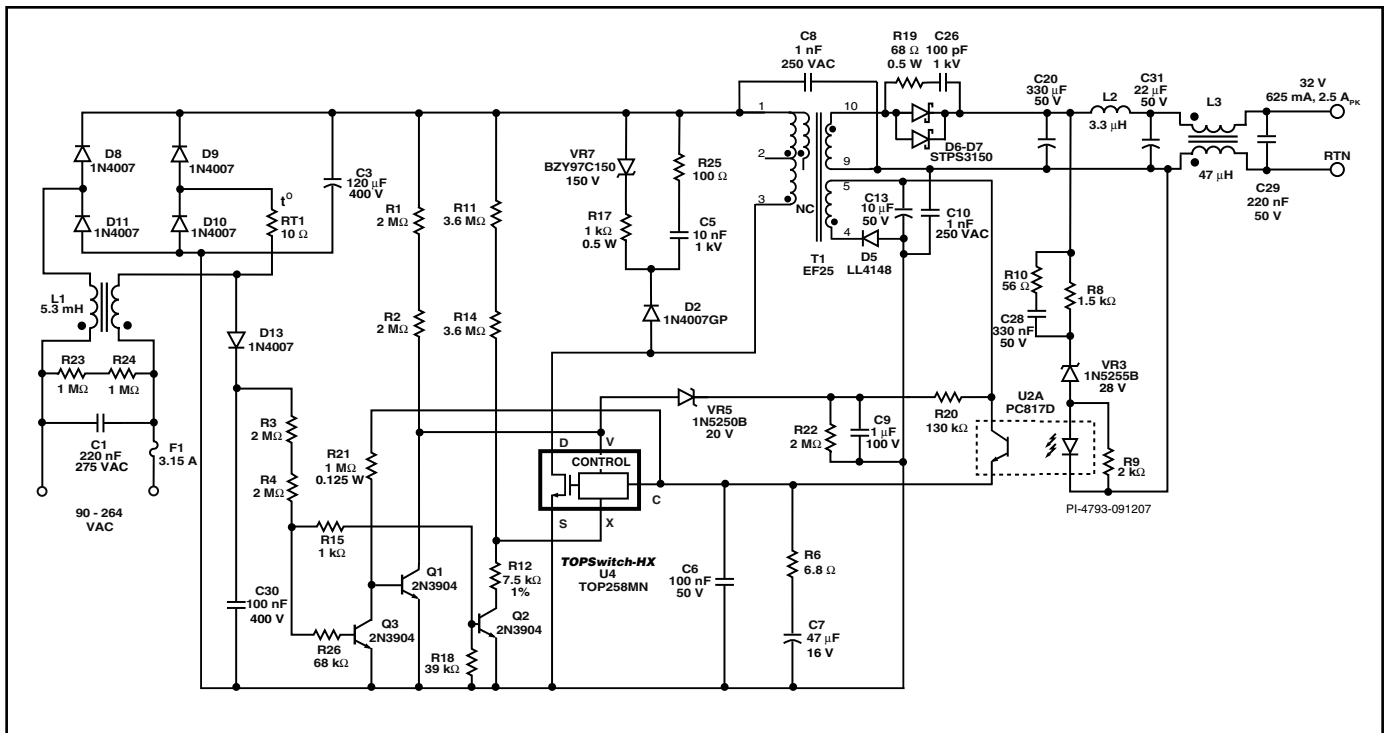 C8
1 nF
250 VAC
R19
68 Ω
0.5 W
C26
100 pF
1 kV
C20
330 μF
50 V
C31
22 μF
50 V
L2
3.3 μH
L3
47 μH
32 V
625 mA, 2.5 A PK
RTN
C29
220 nF
50 V
D8
1N4007
D9
1N4007
D11
1N4007
D10
1N4007
C3
120 μF
400 V
t°
RT1
10 Ω
R1
2 MΩ
R11
3.6 MΩ
VR7
BZY97C150
150 V
R25
100 Ω
R17
1 kΩ
0.5 W
C5
10 nF
1 kV
1
2
3
NC
10
9
5
4
T1
EF25
D6-D7
STPS3150
C13
10 μF
50 V
C10
1 nF
250 VAC
D5
LL4148
L1
5.3 mH
D13
1N4007
R2
2 MΩ
R14
3.6 MΩ
D2
1N4007GP
R10
56 Ω
R8
1.5 kΩ
C28
330 nF
50 V
VR3
1N5255B
28 V
R23
1 MΩ
R24
1 MΩ
C1
220 nF
275 VAC
F1
3.15 A
90 - 264
VAC
R3
2 MΩ
R4
2 MΩ
R21
1 MΩ
0.125 W
VR5
1N5250B
20 V
R22
2 MΩ
C9
1 μF
100 V
R20
130 kΩ
U2A
PC817D
R9
2 kΩ
PI-4793-091207
D
V
CONTROL
C
S
X
TOPSwitch-HX
U4
TOP258MN
R15
1 kΩ
R12
7.5 kΩ
1%
C6
100 nF
50 V
R6
6.8 Ω
C7
47 μF
16 V
C30
100 nF
400 V
Q1
2N3904
Q2
2N3904
Q3
2N3904
R26
68 kΩ
R18
39 kΩ